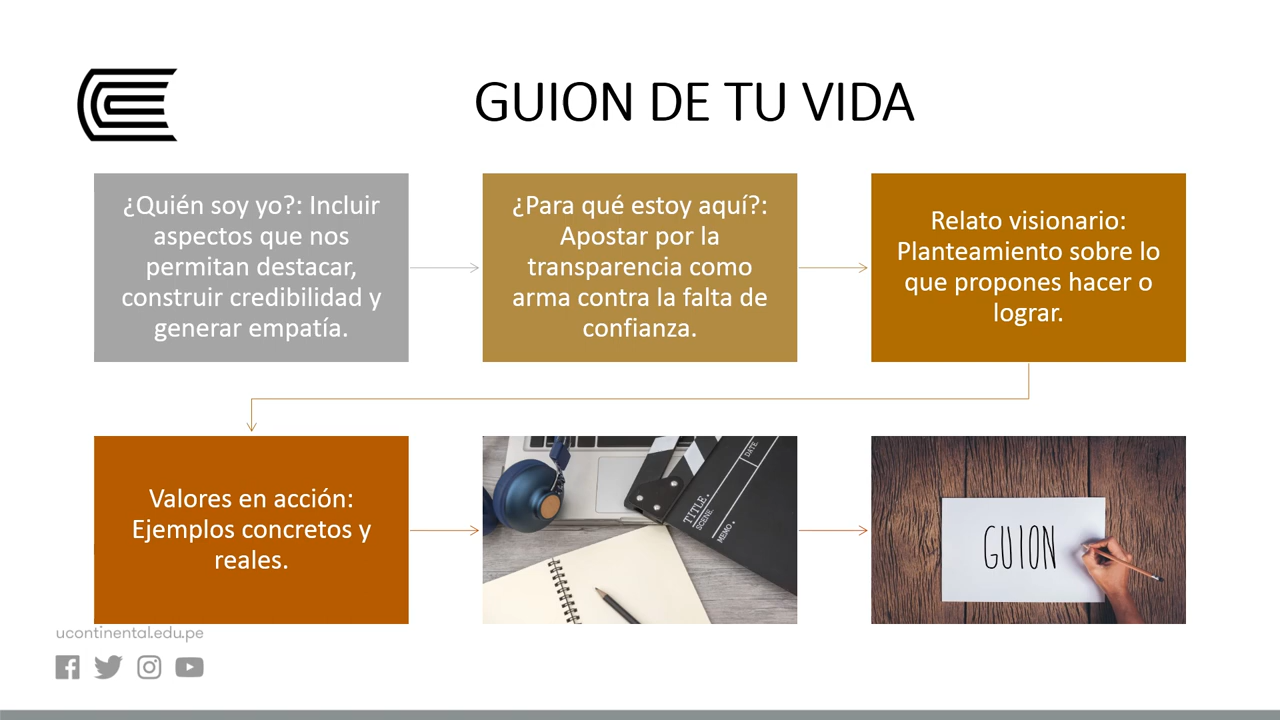 GUION DE TU VIDA
¿Quién soy yo?: Incluir
aspectos que nos
permitan destacar,
construir credibilidad y
generar empatía.
¿Para qué estoy aquí?:
Apostar por la
transparencia como
arma contra la falta de
confianza.
Relato visionario:
Planteamiento sobre lo
que propones hacer o
lograr.
Valores en acción:
Ejemplos concretos y
reales.
TITLE.
SCENE.
MEMO.
DATE
GUION
ucontinental.edu.pe